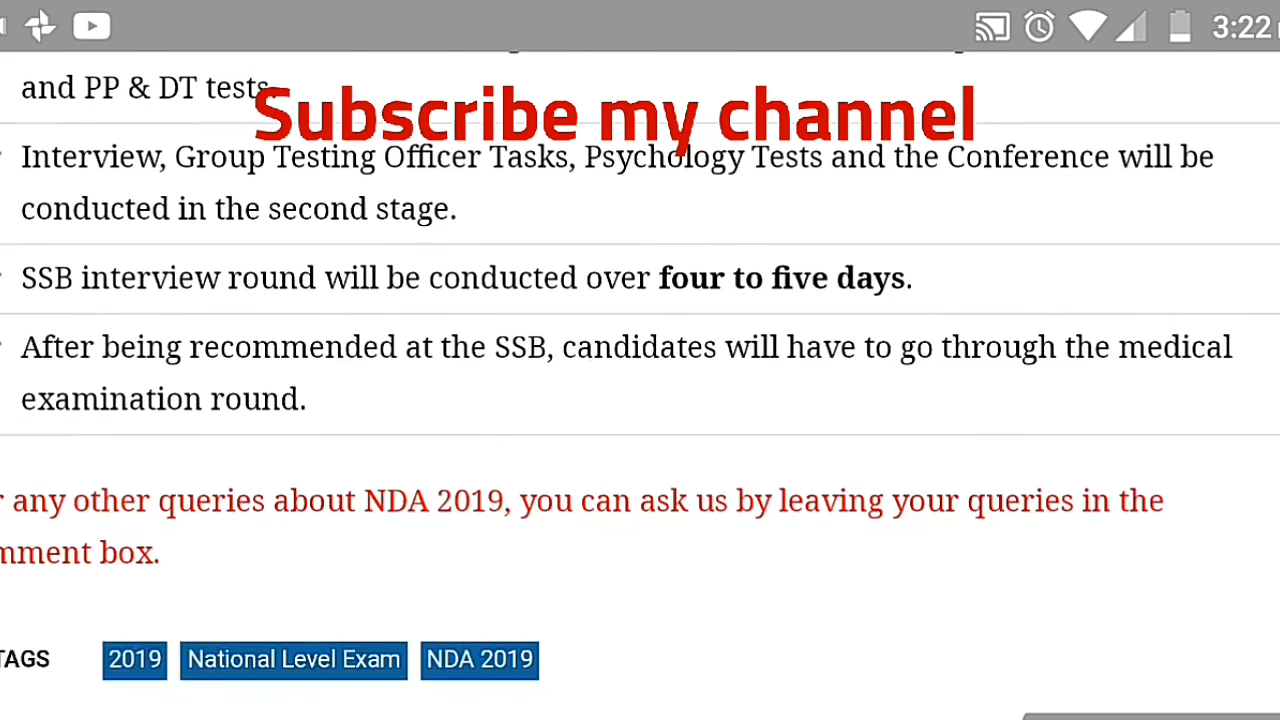 3:22
and PP & DT tests.
Subscribe my channel
Interview, Group Testing Officer Tasks, Psychology Tests and the Conference will be
conducted in the second stage.
SSB interview round will be conducted over four to five days.
After being recommended at the SSB, candidates will have to go through the medical
examination round.
any other queries about NDA 2019, you can ask us by leaving your queries in the
mment box.
TAGS 2019 National Level Exam NDA 2019